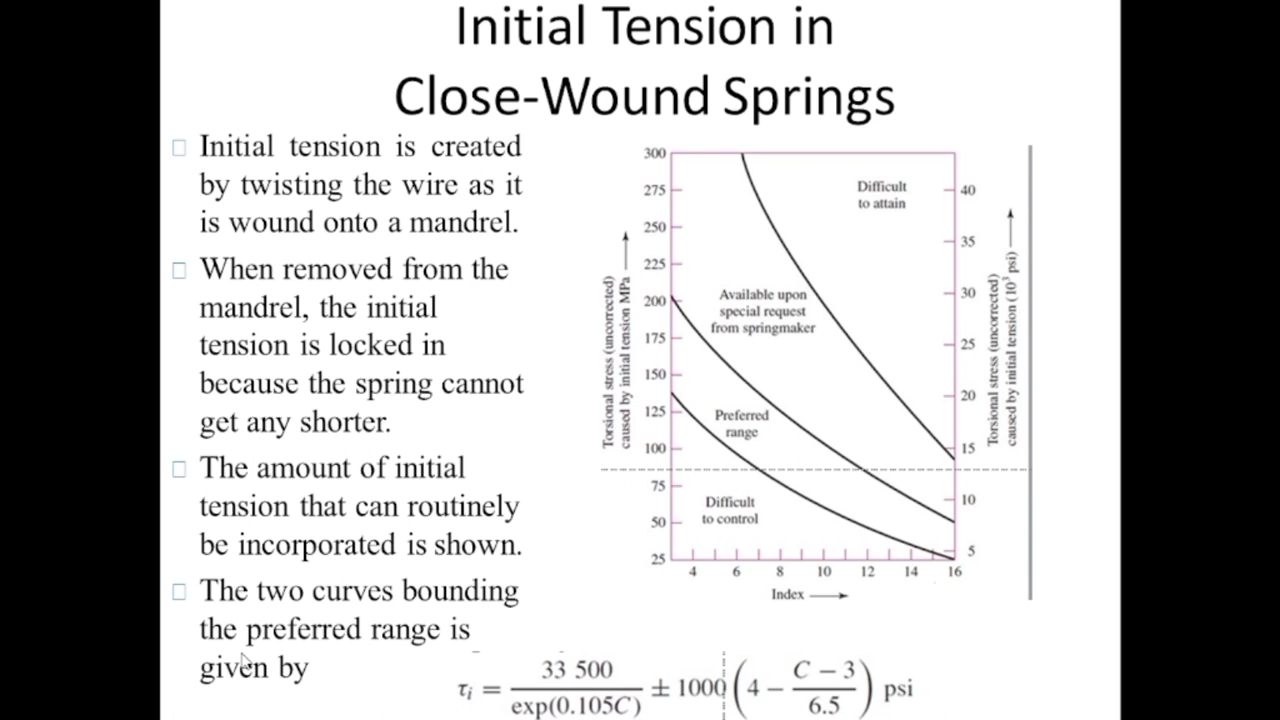 Initial Tension in
Close-Wound Springs
Initial tension is created
by twisting the wire as it
is wound onto a mandrel.
When removed from the
mandrel, the initial
tension is locked in
because the spring cannot
get any shorter.
The amount of initial
tension that can routinely
be incorporated is shown.
The two curves bounding
the preferred range is
given by
300
275
250
225
200
175
150
125
100
75
50
25
Torsional stress (uncorrected)
caused by initial tension MPa
Difficult
to attain
Available upon
special request
from springmaker
Preferred
range
Difficult
to control
40
35
30
25
20
15
10
5
Torsional stress (uncorrected)
caused by initial tension (10³ psi)
4 6 8 10 12 14 16
Index
τᵢ = 33 500 / exp(0.105C) ± 1000 (4 − (C − 3) / 6.5) psi